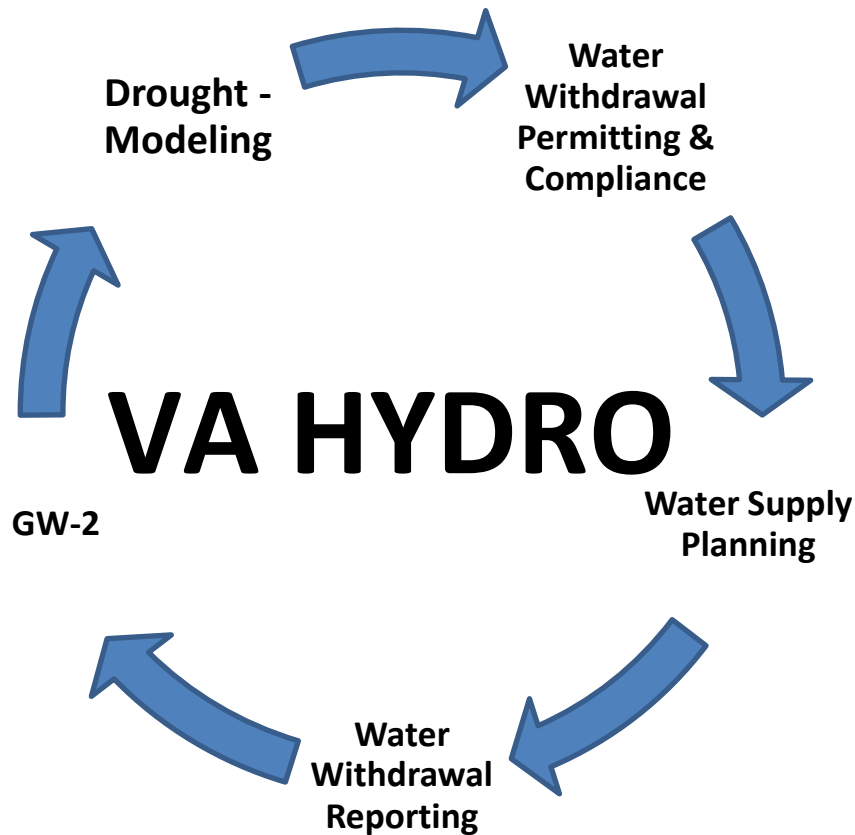 Drought -
Modeling
Water
Withdrawal
Permitting &
Compliance
VA HYDRO
Water Supply
Planning
GW-2
Water
Withdrawal
Reporting